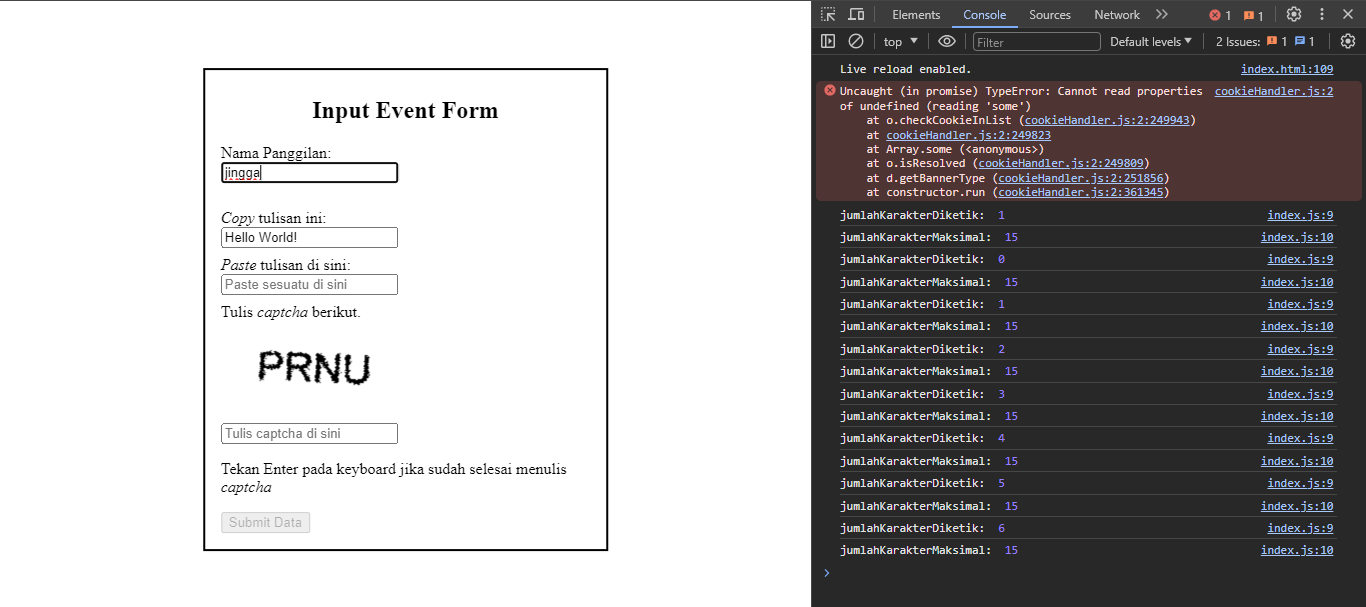 Input Event Form
Nama Panggilan:
jingga
Copy tulisan ini:
Hello World!
Paste tulisan di sini:
Paste sesuatu di sini
Tulis captcha berikut.
PRNU
Tulis captcha di sini
Tekan Enter pada keyboard jika sudah selesai menulis
captcha
Submit Data
Elements Console Sources Network 1 1
top Filter Default levels 2 Issues: 1 1
Live reload enabled. index.html:109
Uncaught (in promise) TypeError: Cannot read properties cookieHandler.js:2
of undefined (reading 'some')
at o.checkCookieInList (cookieHandler.js:2:249943)
at cookieHandler.js:2:249823
at Array.some (<anonymous>)
at o.isResolved (cookieHandler.js:2:249809)
at d.getBannerType (cookieHandler.js:2:251856)
at constructor.run (cookieHandler.js:2:361345)
jumlahKarakterDiketik: 1 index.js:9
jumlahKarakterMaksimal: 15 index.js:10
jumlahKarakterDiketik: 0 index.js:9
jumlahKarakterMaksimal: 15 index.js:10
jumlahKarakterDiketik: 1 index.js:9
jumlahKarakterMaksimal: 15 index.js:10
jumlahKarakterDiketik: 2 index.js:9
jumlahKarakterMaksimal: 15 index.js:10
jumlahKarakterDiketik: 3 index.js:9
jumlahKarakterMaksimal: 15 index.js:10
jumlahKarakterDiketik: 4 index.js:9
jumlahKarakterMaksimal: 15 index.js:10
jumlahKarakterDiketik: 5 index.js:9
jumlahKarakterMaksimal: 15 index.js:10
jumlahKarakterDiketik: 6 index.js:9
jumlahKarakterMaksimal: 15 index.js:10